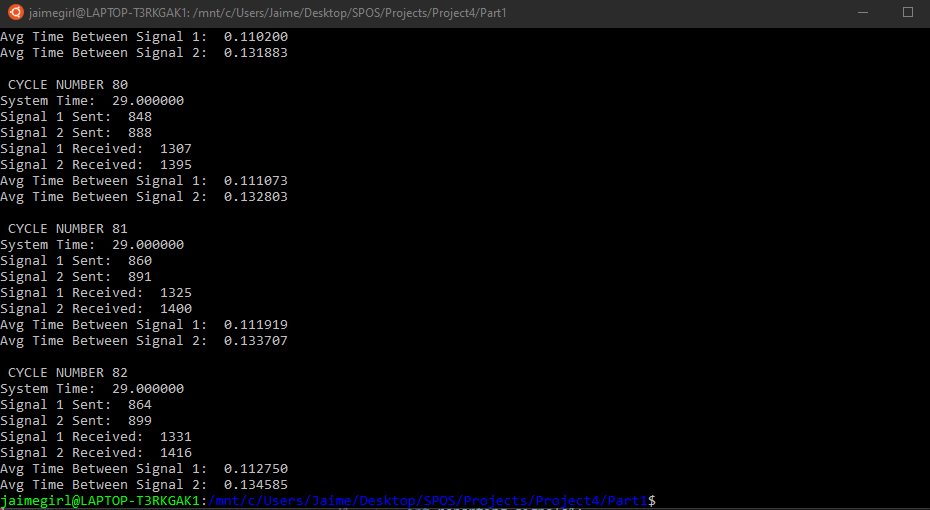 jaimegirl@LAPTOP-T3RKGAK1: /mnt/c/Users/Jaime/Desktop/SPOS/Projects/Project4/Part1
Avg Time Between Signal 1:  0.110200
Avg Time Between Signal 2:  0.131883
CYCLE NUMBER 80
System Time:  29.000000
Signal 1 Sent:  848
Signal 2 Sent:  888
Signal 1 Received:  1307
Signal 2 Received:  1395
Avg Time Between Signal 1:  0.111073
Avg Time Between Signal 2:  0.132803
CYCLE NUMBER 81
System Time:  29.000000
Signal 1 Sent:  860
Signal 2 Sent:  891
Signal 1 Received:  1325
Signal 2 Received:  1400
Avg Time Between Signal 1:  0.111919
Avg Time Between Signal 2:  0.133707
CYCLE NUMBER 82
System Time:  29.000000
Signal 1 Sent:  864
Signal 2 Sent:  899
Signal 1 Received:  1331
Signal 2 Received:  1416
Avg Time Between Signal 1:  0.112750
Avg Time Between Signal 2:  0.134585
jaimegirl@LAPTOP-T3RKGAK1:/mnt/c/Users/Jaime/Desktop/SPOS/Projects/Project4/Part1$